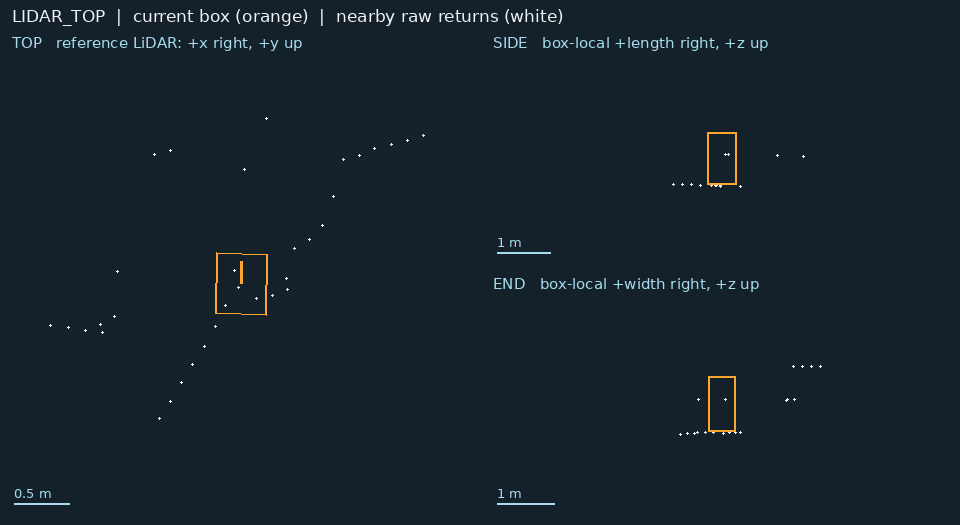 LIDAR_TOP | current box (orange) | nearby raw returns (white)
TOP reference LiDAR: +x right, +y up
SIDE box-local +length right, +z up
1 m
END box-local +width right, +z up
0.5 m
1 m